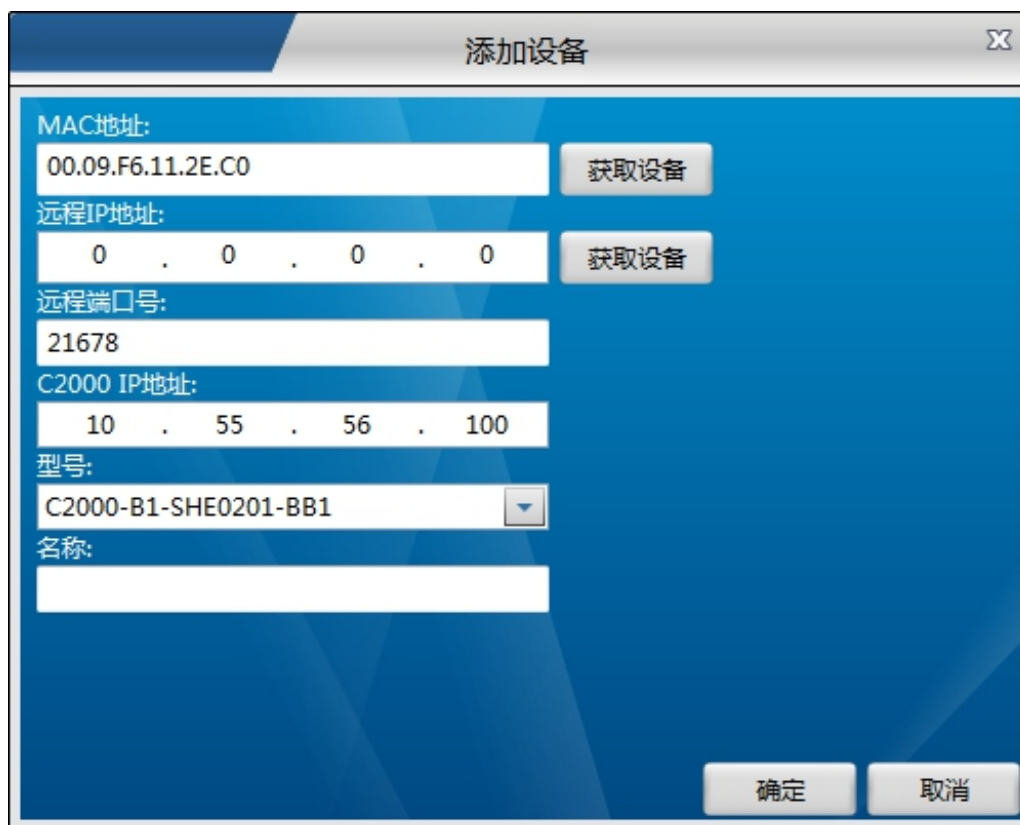 添加设备
MAC地址:
00.09.F6.11.2E.C0
获取设备
远程IP地址:
0 . 0 . 0 . 0
获取设备
远程端口号:
21678
C2000 IP地址:
10 . 55 . 56 . 100
型号:
C2000-B1-SHE0201-BB1
名称:
确定
取消